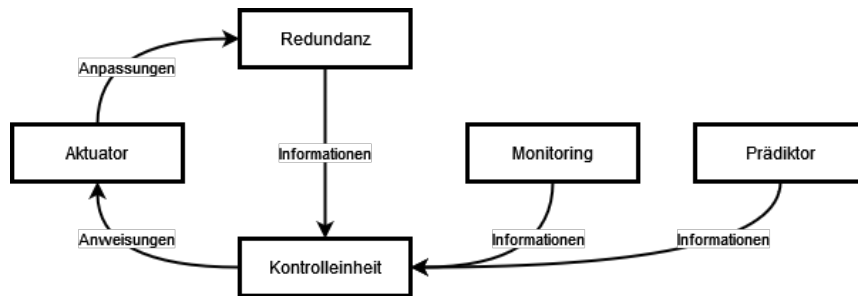 Redundanz
Anpassungen
Aktuator
Informationen
Monitoring
Prädiktor
Anweisungen
Informationen
Informationen
Kontrolleinheit